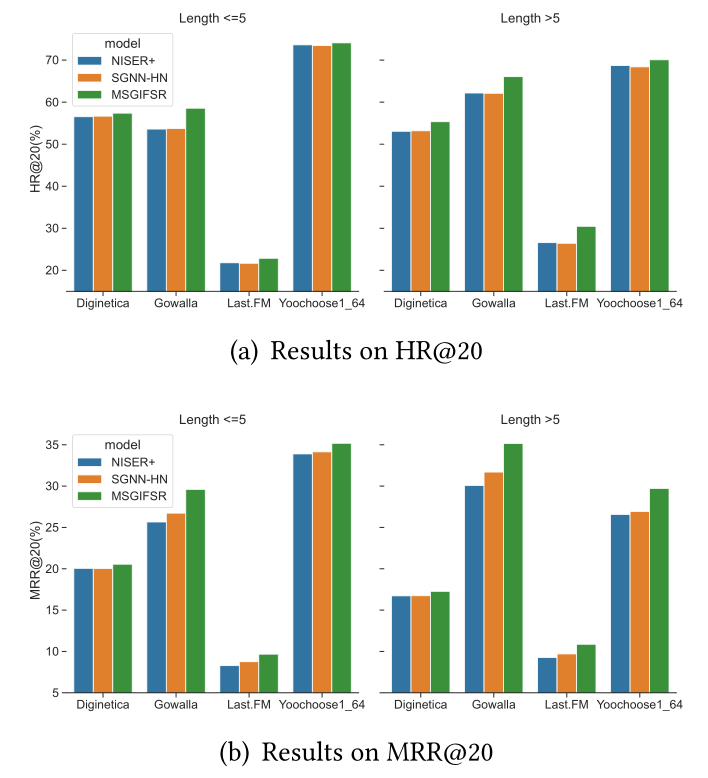 Length <=5
Length >5
model
NISER+
SGNN-HN
MSGIFSR
HR@20(%)
70
60
50
40
30
20
Diginetica Gowalla Last.FM Yoochoose1_64
Diginetica Gowalla Last.FM Yoochoose1_64
(a) Results on HR@20
Length <=5
Length >5
model
NISER+
SGNN-HN
MSGIFSR
MRR@20(%)
35
30
25
20
15
10
5
Diginetica Gowalla Last.FM Yoochoose1_64
Diginetica Gowalla Last.FM Yoochoose1_64
(b) Results on MRR@20